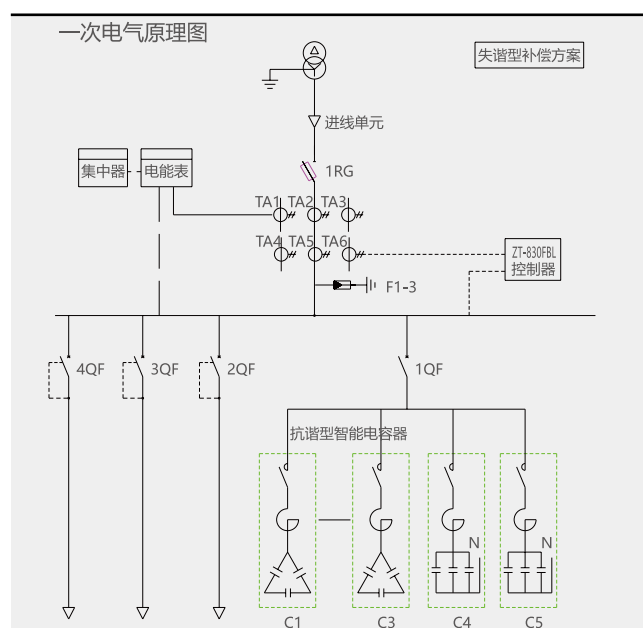 一次电气原理图
失谐型补偿方案
进线单元
集中器
电能表
1RG
TA1 TA2 TA3
TA4 TA5 TA6
ZT-830FBL
控制器
F1-3
4QF
3QF
2QF
1QF
抗谐型智能电容器
N
N
C1
C3
C4
C5